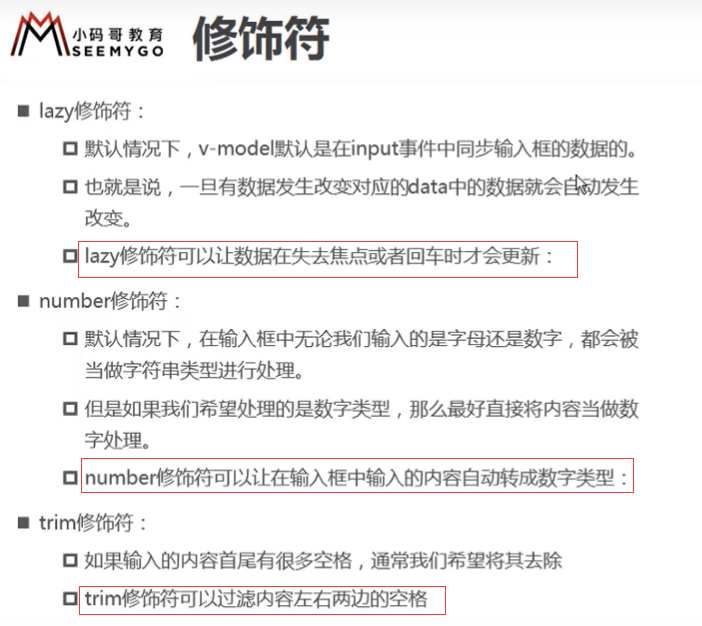 小码哥教育
SEEMYGO
修饰符
lazy修饰符：
默认情况下，v-model默认是在input事件中同步输入框的数据的。
也就是说，一旦有数据发生改变对应的data中的数据就会自动发生
改变。
lazy修饰符可以让数据在失去焦点或者回车时才会更新：
number修饰符：
默认情况下，在输入框中无论我们输入的是字母还是数字，都会被
当做字符串类型进行处理。
但是如果我们希望处理的是数字类型，那么最好直接将内容当做数
字处理。
number修饰符可以让在输入框中输入的内容自动转成数字类型：
trim修饰符：
如果输入的内容首尾有很多空格，通常我们希望将其去除
trim修饰符可以过滤内容左右两边的空格